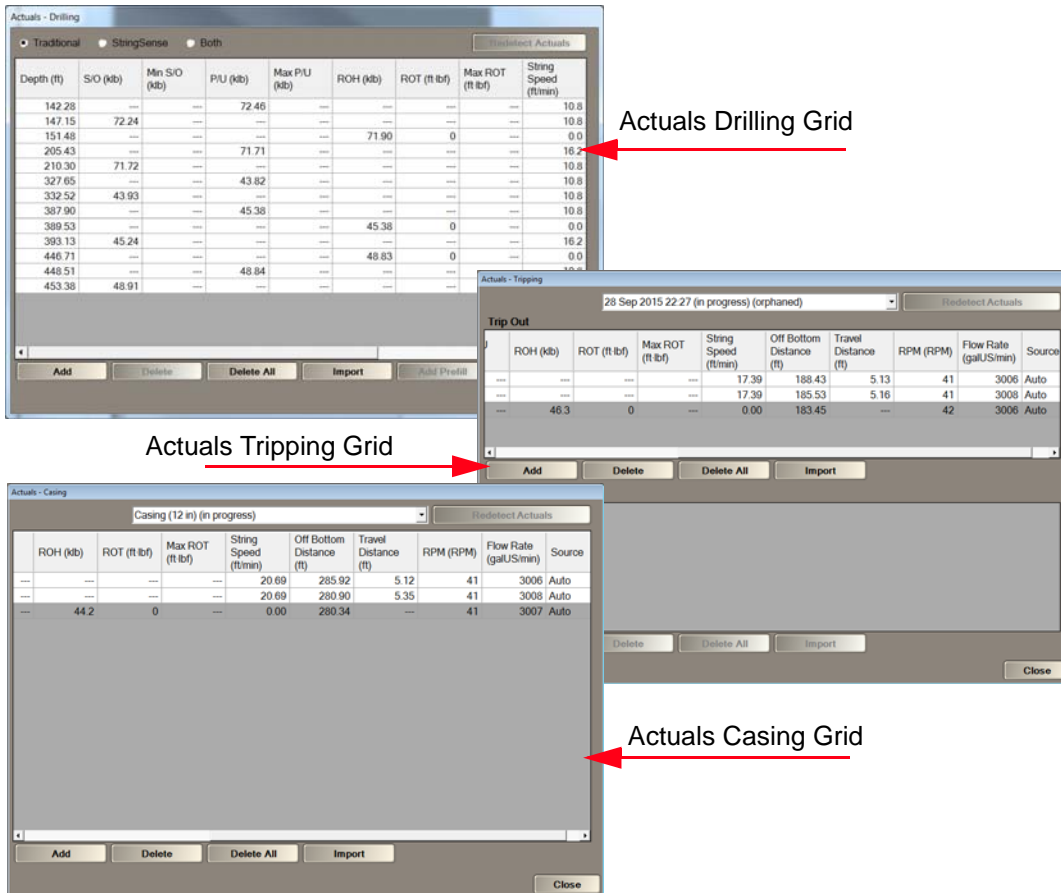 Actuals - Drilling
Traditional StringSense Both Redetect Actuals
Depth (ft) S/O (klb) Min S/O (klb) P/U (klb) Max P/U (klb) ROH (klb) ROT (ft·lbf) Max ROT (ft·lbf) String Speed (ft/min)
142.28 --- --- 72.46 --- --- --- --- 10.8
147.15 72.24 --- --- --- --- --- --- 10.8
151.48 --- --- --- --- 71.90 0 --- 0.0
205.43 --- --- 71.71 --- --- --- --- 16.2
210.30 71.72 --- --- --- --- --- --- 10.8
327.65 --- --- 43.82 --- --- --- --- 10.8
332.52 43.93 --- --- --- --- --- --- 10.8
387.90 --- --- 45.38 --- --- --- --- 10.8
389.53 --- --- --- --- 45.38 0 --- 0.0
393.13 45.24 --- --- --- --- --- --- 16.2
446.71 --- --- --- --- 48.83 0 --- 0.0
448.51 --- --- 48.84 --- --- --- ---
453.38 48.91 --- --- --- --- ---
Add Delete Delete All Import Add Prefill
Actuals Drilling Grid
Actuals - Tripping
28 Sep 2015 22:27 (in progress) (orphaned) Redetect Actuals
Trip Out
ROH (klb) ROT (ft·lbf) Max ROT (ft·lbf) String Speed (ft/min) Off Bottom Distance (ft) Travel Distance (ft) RPM (RPM) Flow Rate (galUS/min) Source
--- --- --- --- 17.39 188.43 5.13 41 3006 Auto
--- --- --- --- 17.39 185.53 5.16 41 3008 Auto
--- 46.3 0 --- 0.00 183.45 --- 42 3006 Auto
Add Delete Delete All Import
Delete Delete All Import
Close
Actuals Tripping Grid
Actuals - Casing
Casing (12 in) (in progress) Redetect Actuals
ROH (klb) ROT (ft·lbf) Max ROT (ft·lbf) String Speed (ft/min) Off Bottom Distance (ft) Travel Distance (ft) RPM (RPM) Flow Rate (galUS/min) Source
--- --- --- --- 20.69 285.92 5.12 41 3006 Auto
--- --- --- --- 20.69 280.90 5.35 41 3008 Auto
--- 44.2 0 --- 0.00 280.34 --- 41 3007 Auto
Add Delete Delete All Import
Close
Actuals Casing Grid